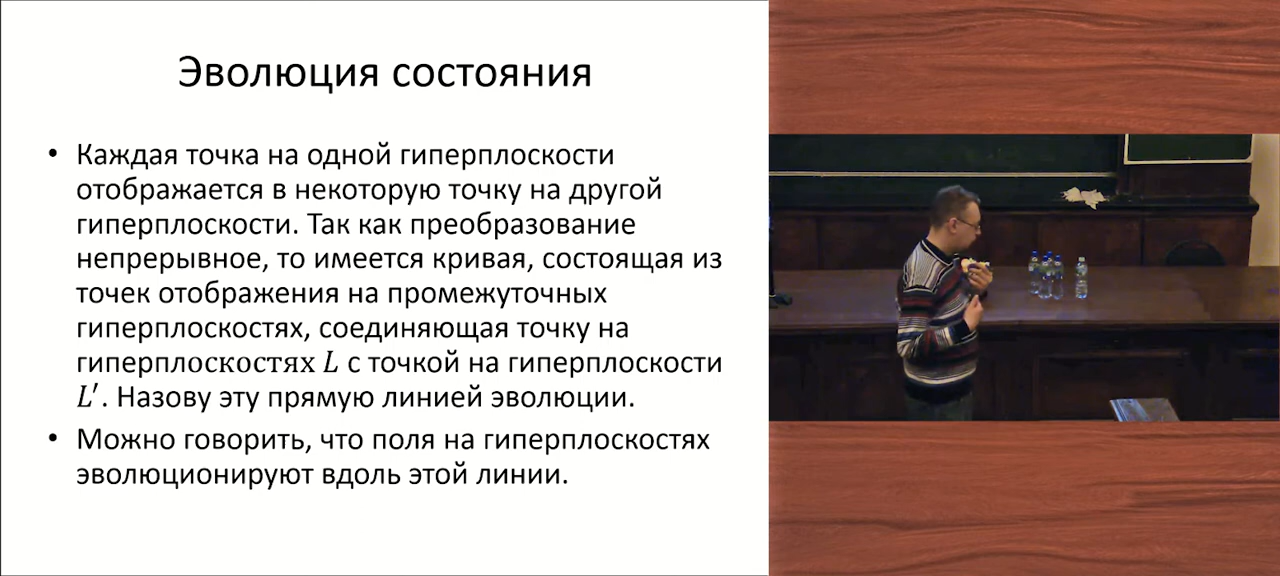 Эволюция состояния
• Каждая точка на одной гиперплоскости
отображается в некоторую точку на другой
гиперплоскости. Так как преобразование
непрерывное, то имеется кривая, состоящая из
точек отображения на промежуточных
гиперплоскостях, соединяющая точку на
гиперплоскостях L с точкой на гиперплоскости
L′. Назову эту прямую линией эволюции.
• Можно говорить, что поля на гиперплоскостях
эволюционируют вдоль этой линии.